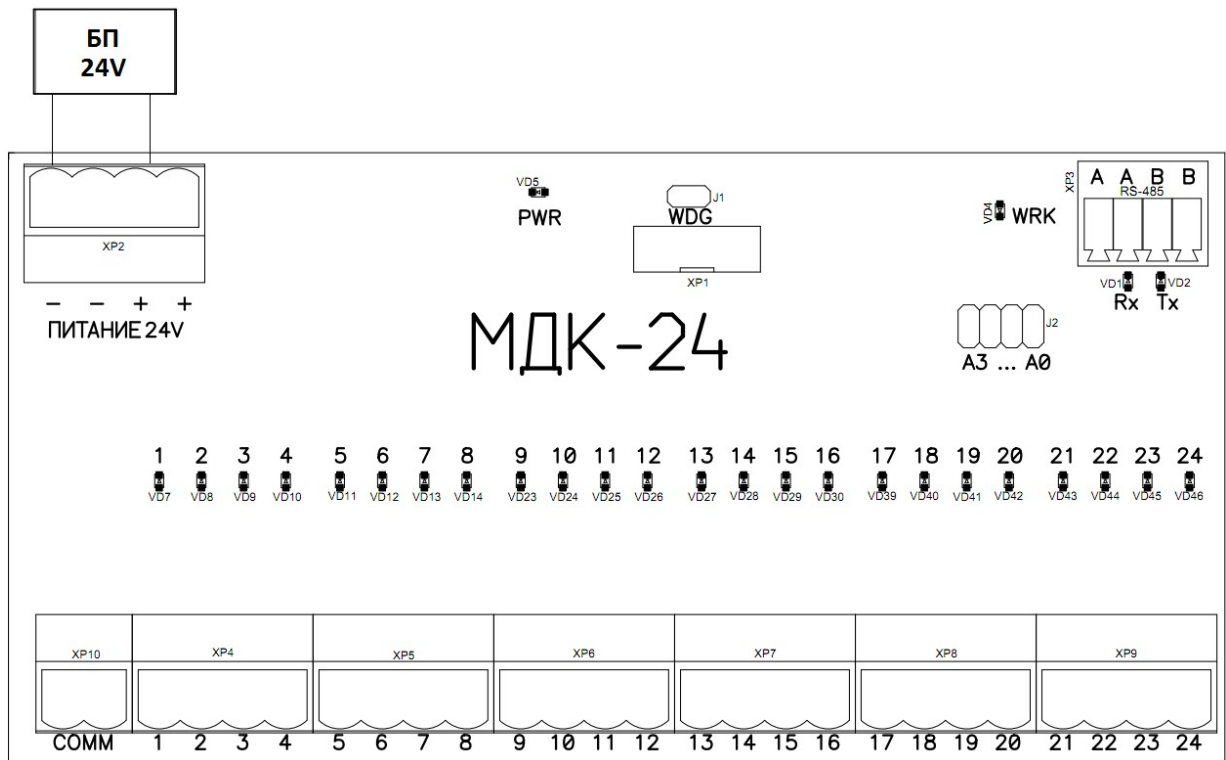 БП
24V
XP2
– – + +
ПИТАНИЕ 24V
VD5
PWR
J1
WDG
XP1
VD4 WRK
XP3
A A B B
RS-485
VD1 VD2
Rx Tx
МДК-24
J2
A3 ... A0
1 2 3 4 5 6 7 8 9 10 11 12 13 14 15 16 17 18 19 20 21 22 23 24
VD7 VD8 VD9 VD10 VD11 VD12 VD13 VD14 VD23 VD24 VD25 VD26 VD27 VD28 VD29 VD30 VD39 VD40 VD41 VD42 VD43 VD44 VD45 VD46
XP10 XP4 XP5 XP6 XP7 XP8 XP9
COMM 1 2 3 4 5 6 7 8 9 10 11 12 13 14 15 16 17 18 19 20 21 22 23 24